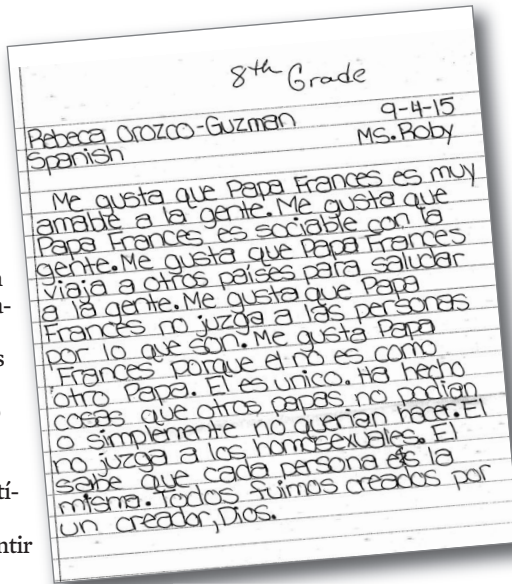 8th Grade
Rebeca Orozco-Guzman 9-4-15
Spanish Ms. Roby
Me gusta que Papa Frances es muy
amable a la gente. Me gusta que
Papa Frances es sociable con la
gente. Me gusta que Papa Frances
viaja a otros países para saludar
a la gente. Me gusta que Papa
Frances no juzga a las personas
por lo que son. Me gusta Papa
Frances porque el no es como
otro Papa. El es unico. Ha hecho
cosas que otros papas no podian
o simplemente no querian hacer. El
no juzga a los homosexuales. El
sabe que cada persona es la
misma. Todos fuimos creados por
un creador, Dios.
s
tí-
ntir